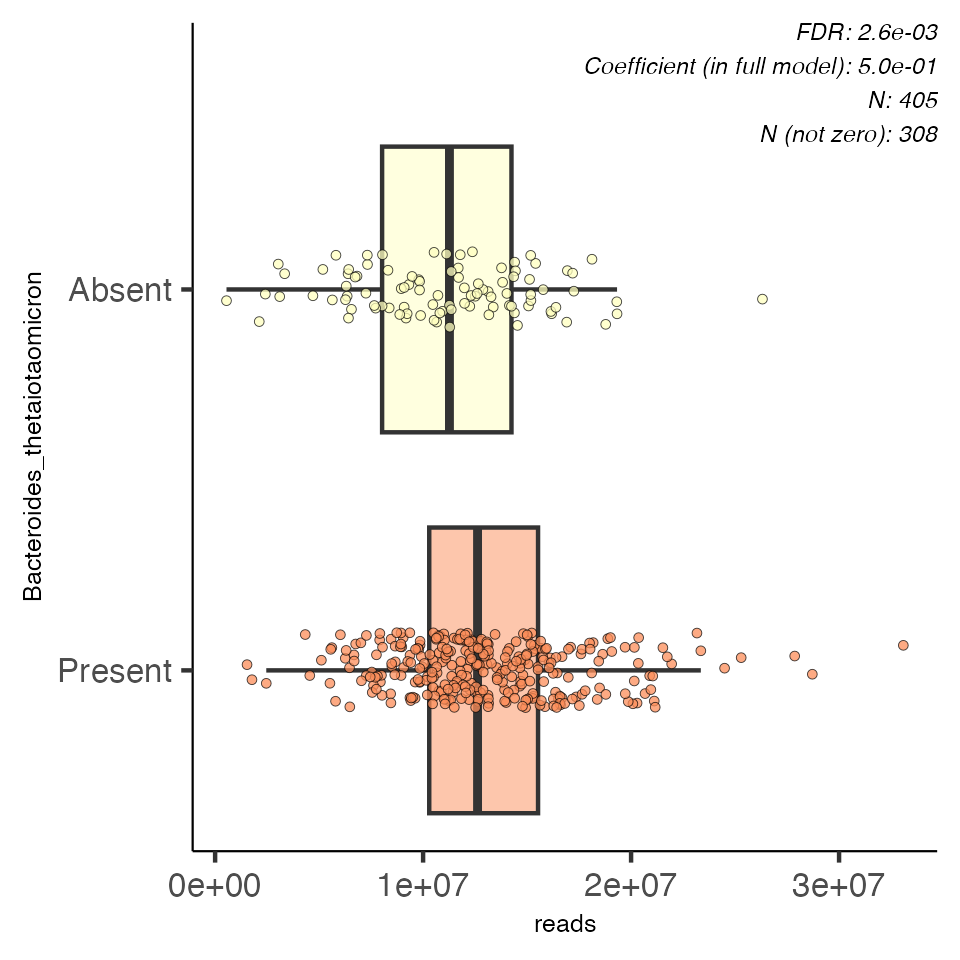 FDR: 2.6e-03
Coefficient (in full model): 5.0e-01
N: 405
N (not zero): 308
Bacteroides_thetaiotaomicron
Absent
Present
0e+00 1e+07 2e+07 3e+07
reads